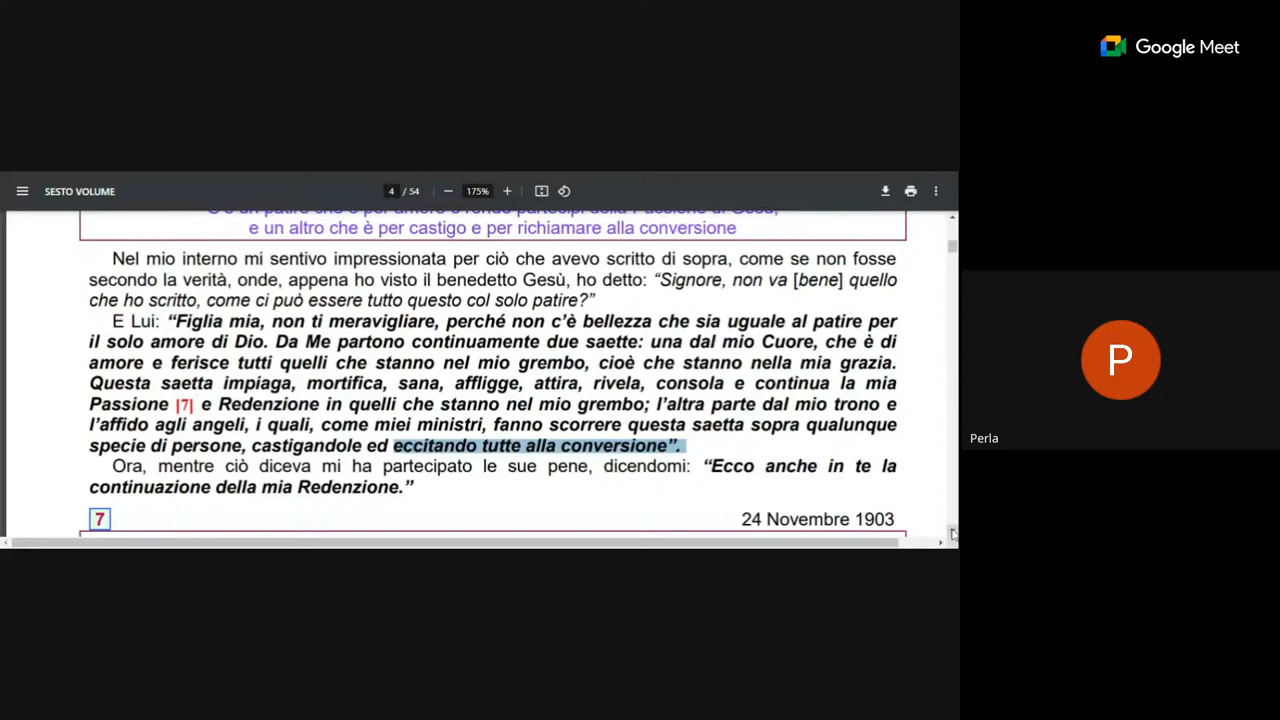 Google Meet
SESTO VOLUME
4 / 54
175%
e un altro che è per castigo e per richiamare alla conversione
Nel mio interno mi sentivo impressionata per ciò che avevo scritto di sopra, come se non fosse
secondo la verità, onde, appena ho visto il benedetto Gesù, ho detto: “Signore, non va [bene] quello
che ho scritto, come ci può essere tutto questo col solo patire?”
E Lui: “Figlia mia, non ti meravigliare, perché non c’è bellezza che sia uguale al patire per
il solo amore di Dio. Da Me partono continuamente due saette: una dal mio Cuore, che è di
amore e ferisce tutti quelli che stanno nel mio grembo, cioè che stanno nella mia grazia.
Questa saetta impiaga, mortifica, sana, affligge, attira, rivela, consola e continua la mia
Passione [7] e Redenzione in quelli che stanno nel mio grembo; l’altra parte dal mio trono e
l’affido agli angeli, i quali, come miei ministri, fanno scorrere questa saetta sopra qualunque
specie di persone, castigandole ed eccitando tutte alla conversione”.
Ora, mentre ciò diceva mi ha partecipato le sue pene, dicendomi: “Ecco anche in te la
continuazione della mia Redenzione.”
7 24 Novembre 1903
P
Perla